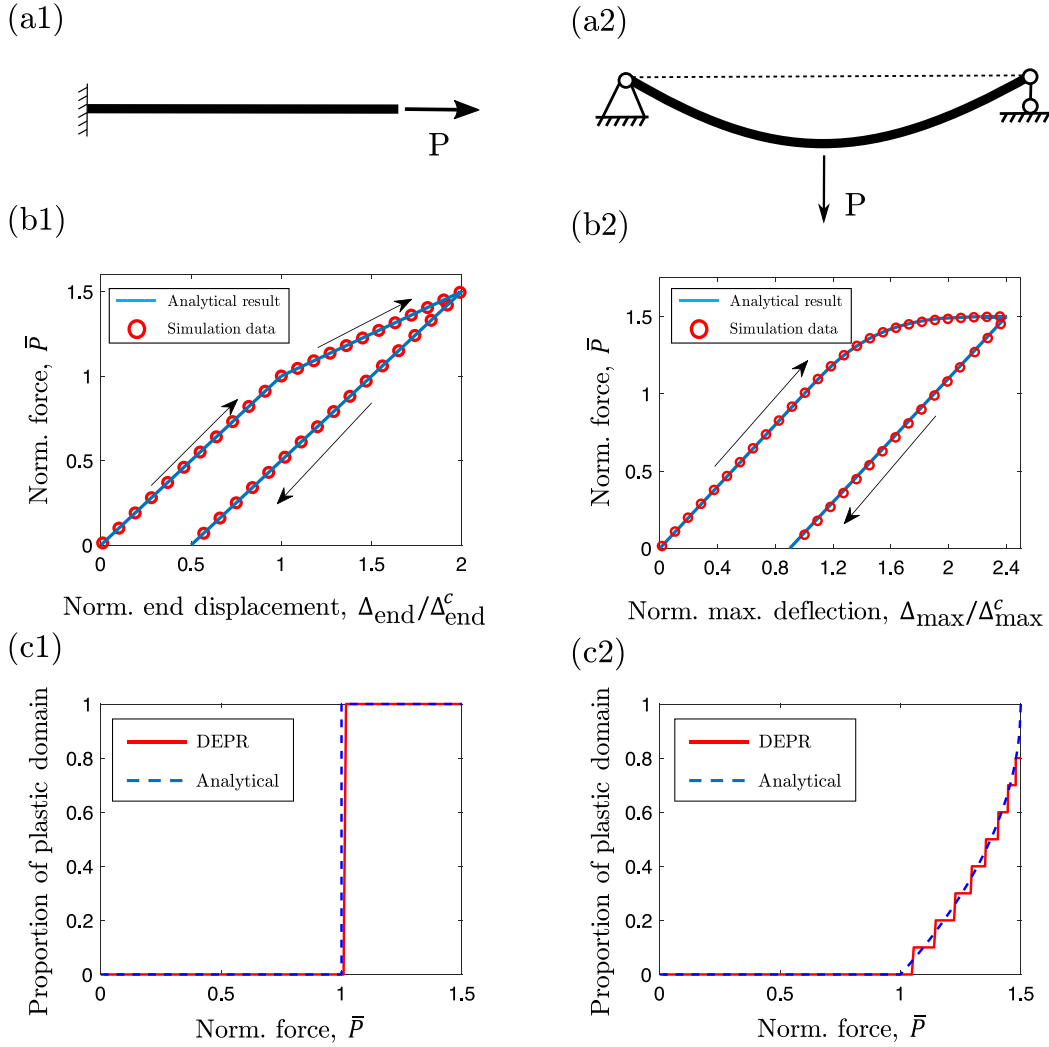 (a1)
(a2)
P
P
(b1)
(b2)
Norm. force, P̅
1.5
1
0.5
0
Analytical result
Simulation data
0
0.5
1
1.5
2
Norm. end displacement, Δend/Δᶜend
Norm. force, P̅
1.5
1
0.5
0
Analytical result
Simulation data
0
0.4
0.8
1.2
1.6
2
2.4
Norm. max. deflection, Δmax/Δᶜmax
(c1)
(c2)
Proportion of plastic domain
1
0.8
0.6
0.4
0.2
0
DEPR
Analytical
0
0.5
1
1.5
Norm. force, P̅
Proportion of plastic domain
1
0.8
0.6
0.4
0.2
0
DEPR
Analytical
0
0.5
1
1.5
Norm. force, P̅